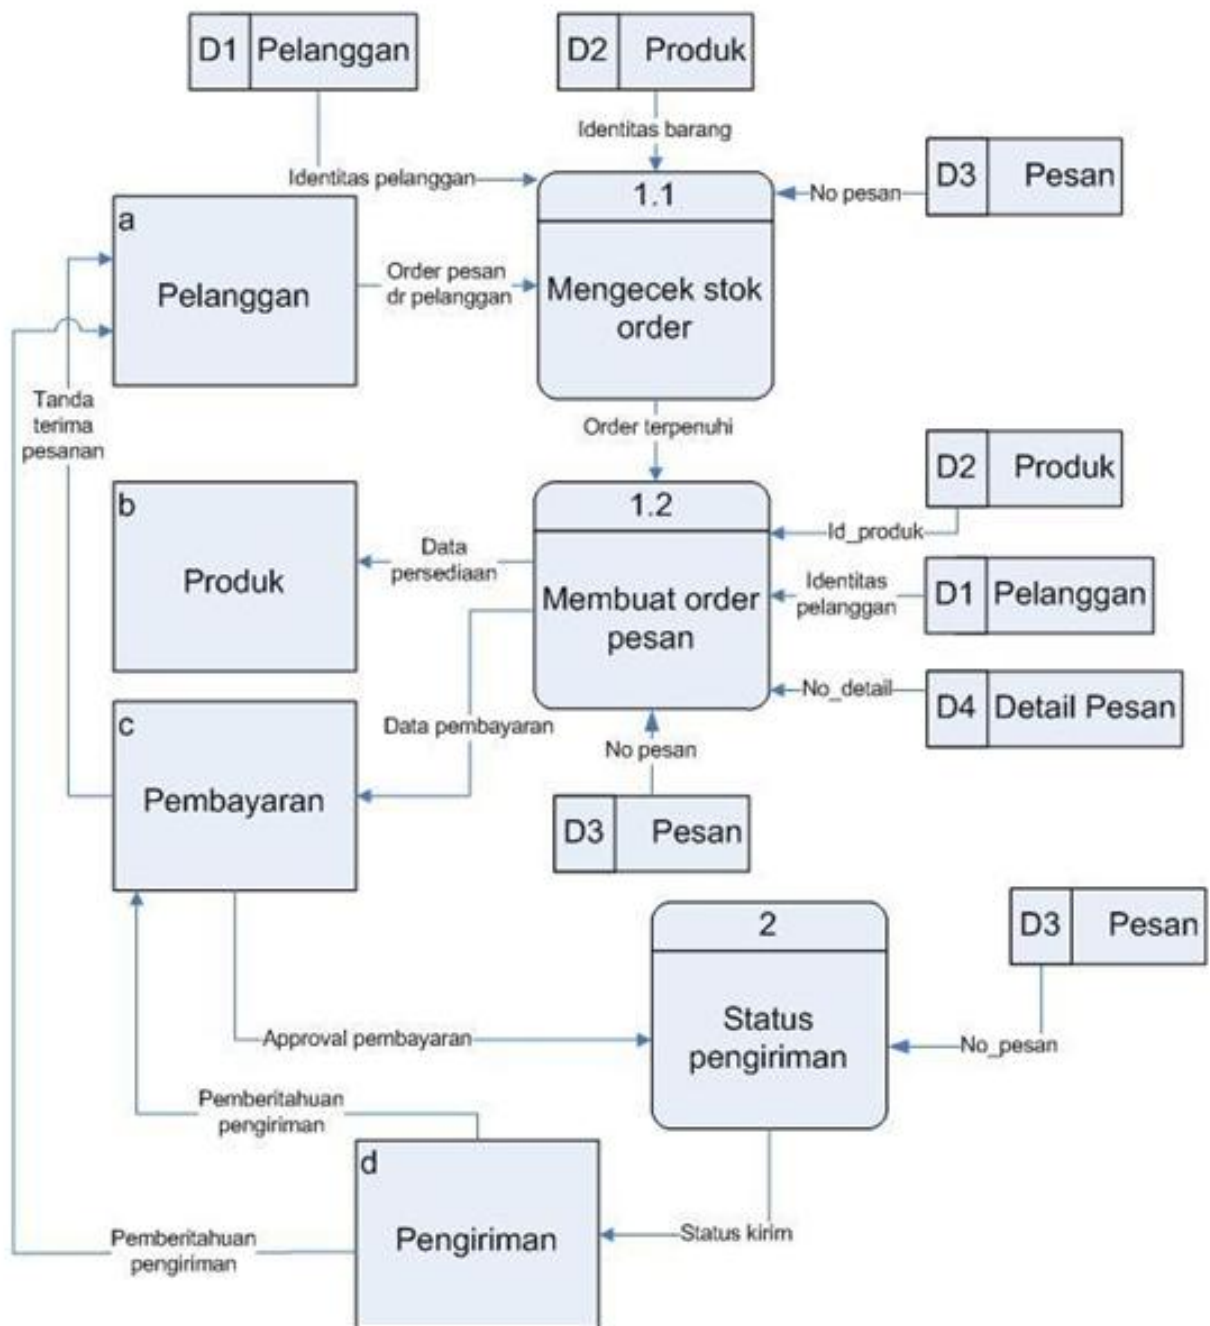 D1 Pelanggan
D2 Produk
Identitas barang
Identitas pelanggan
D3 Pesan
No pesan
1.1
a
Pelanggan
Order pesan
dr pelanggan
Mengecek stok
order
Tanda
terima
pesanan
Order terpenuhi
D2 Produk
1.2
b
Produk
Data
persediaan
Id_produk
Membuat order
pesan
Identitas
pelanggan
D1 Pelanggan
No_detail
D4 Detail Pesan
c
Pembayaran
Data pembayaran
No pesan
D3 Pesan
2
D3 Pesan
Status
pengiriman
Approval pembayaran
No_pesan
Pemberitahuan
pengiriman
d
Pengiriman
Status kirim
Pemberitahuan
pengiriman